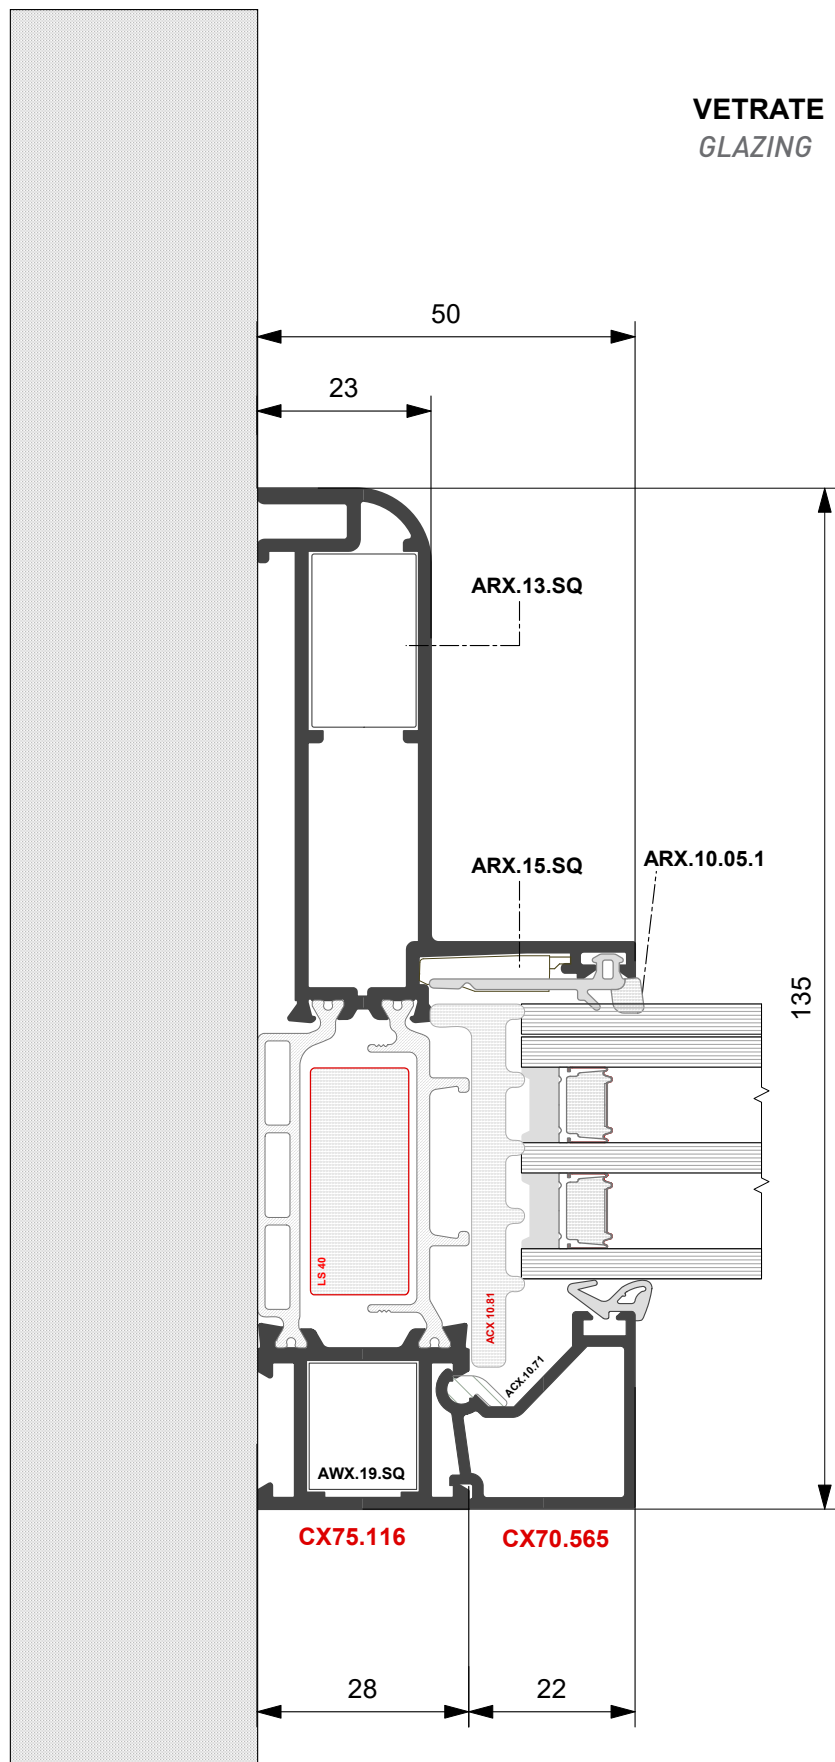 VETRATE
GLAZING
50
23
ARX.13.SQ
ARX.15.SQ
ARX.10.05.1
135
LS 40
ACX 10.81
ACX.10.71
AWX.19.SQ
CX75.116
CX70.565
28
22